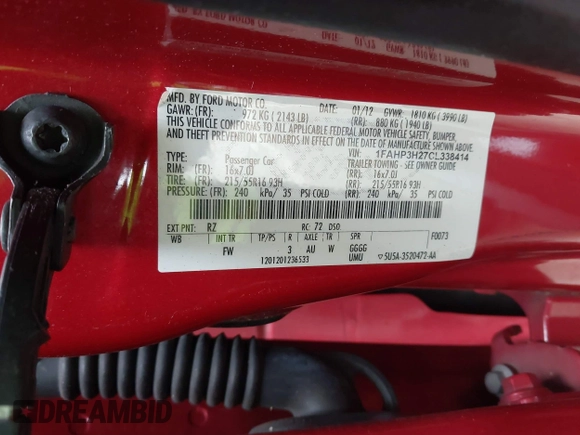 MFD. BY FORD MOTOR CO.
DATE: 01/12 GVWR: 1810 KG ( 3990 LB)
GAWR: (FR): 972 KG ( 2143 LB) (RR): 880 KG ( 1940 LB)
THIS VEHICLE CONFORMS TO ALL APPLICABLE FEDERAL MOTOR VEHICLE SAFETY, BUMPER,
AND THEFT PREVENTION STANDARDS IN EFFECT ON THE DATE OF MANUFACTURE SHOWN ABOVE.
VIN: 1FAHP3H27CL338414
TYPE: Passenger Car TRAILER TOWING - SEE OWNER GUIDE
RIM: (FR): 16x7.0J (RR): 16x7.0J
TIRE: (FR): 215/55R16 93H (RR): 215/55R16 93H
PRESSURE: (FR): 240 kPa/ 35 PSI COLD (RR): 240 kPa/ 35 PSI COLD
EXT PNT: RZ RC: 72 DSO:
WB INT TR TP/PS R AXLE TR SPR F0073
FW 3 AU W GGGG
1201201236533 UMU 5U5A-3520472-AA
DREAMBID